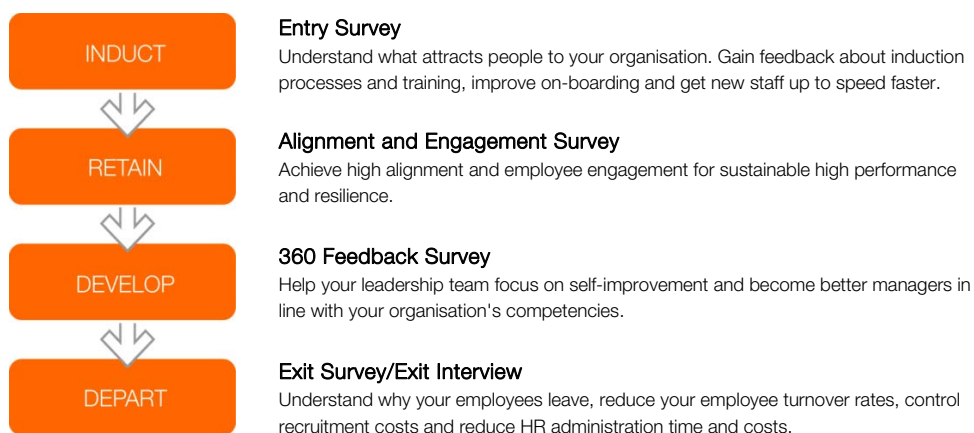 INDUCT
Entry Survey
Understand what attracts people to your organisation. Gain feedback about induction
processes and training, improve on-boarding and get new staff up to speed faster.
RETAIN
Alignment and Engagement Survey
Achieve high alignment and employee engagement for sustainable high performance
and resilience.
DEVELOP
360 Feedback Survey
Help your leadership team focus on self-improvement and become better managers in
line with your organisation's competencies.
DEPART
Exit Survey/Exit Interview
Understand why your employees leave, reduce your employee turnover rates, control
recruitment costs and reduce HR administration time and costs.